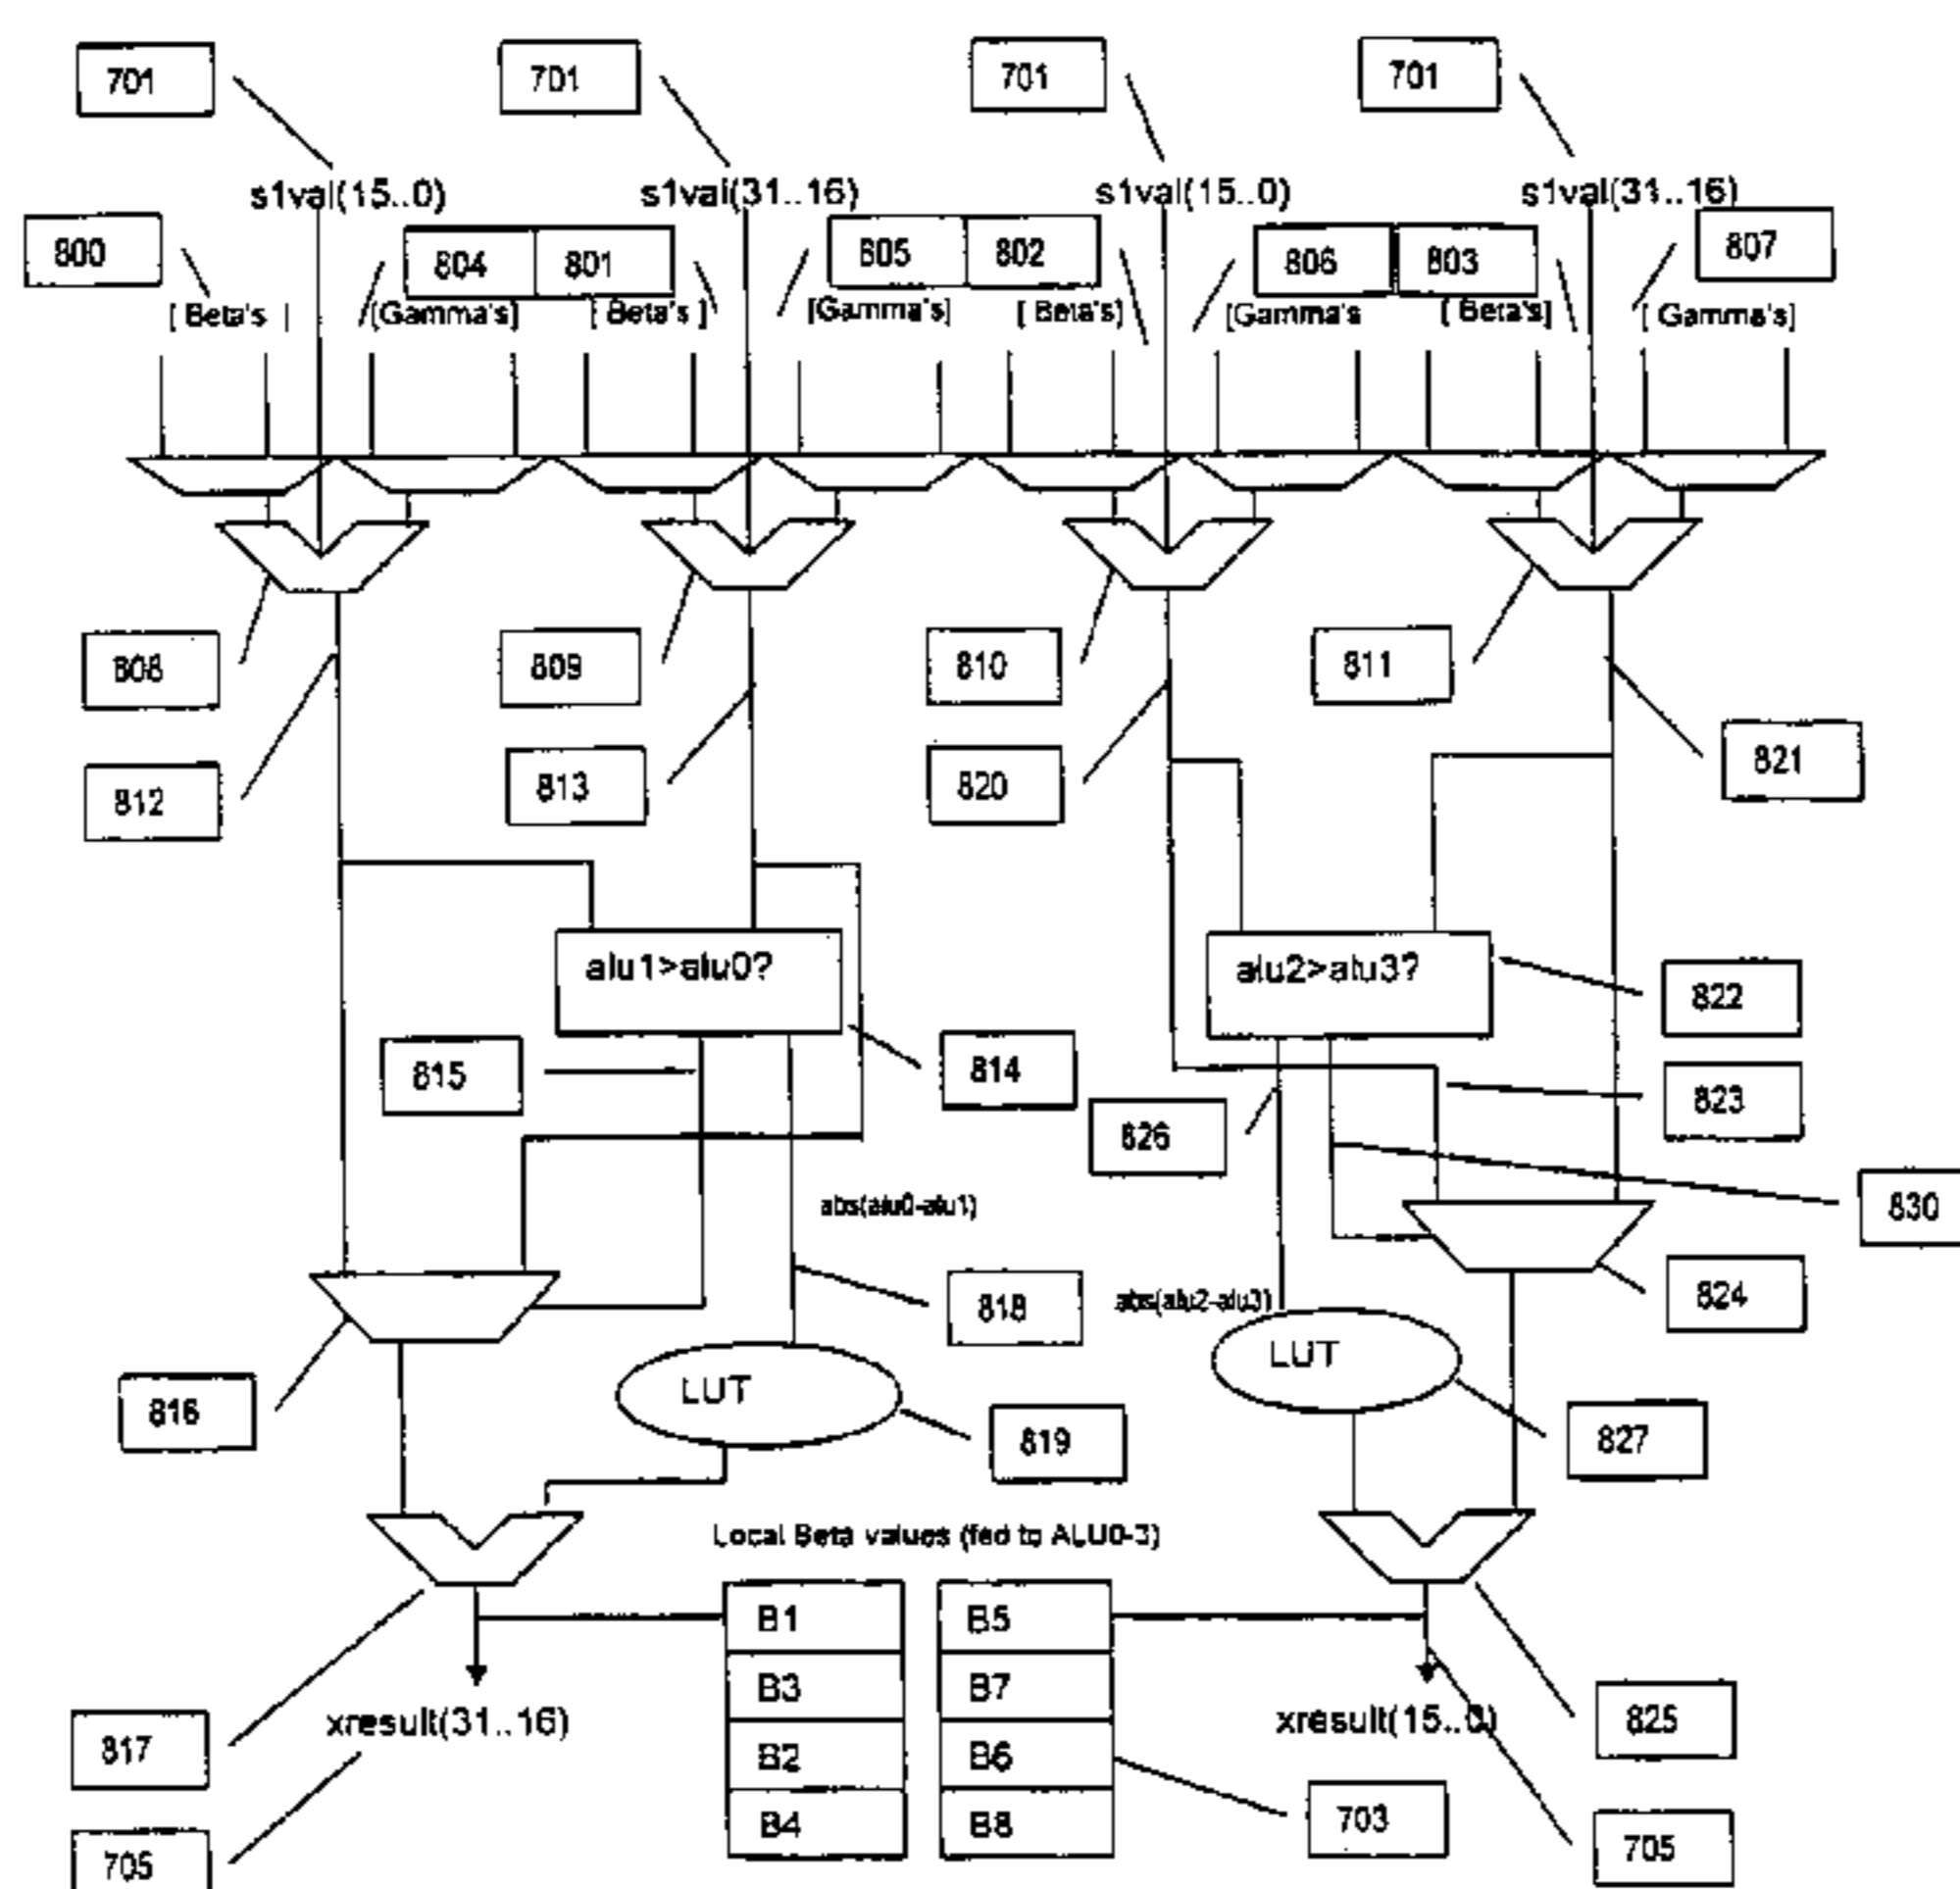 701 701 701 701
s1val(15..0) s1val(31..16) s1val(15..0) s1val(31..16)
800 804 801 805 802 806 803 807
[ Beta's ] [Gamma's] [ Beta's ] [Gamma's] [ Beta's] [Gamma's [ Beta's] [ Gamma's]
808 809 810 811
812 813 820 821
alu1>alu0? alu2>alu3?
822
815 814 823
826
abs(alu0-alu1) 830
818 abs(alu2-alu3) 824
LUT LUT
816 819 827
Local Beta values (fed to ALU0-3)
B1 B5
B3 B7
xresult(31..16) xresult(15..0) 825
817 B2 B6
B4 B8 703
705 705